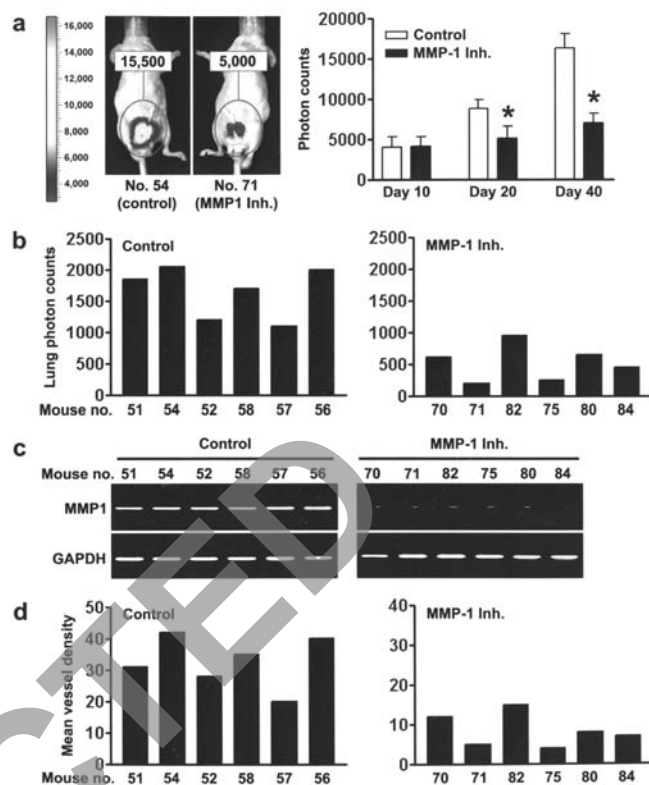 a
16,000
14,000
12,000
10,000
8,000
6,000
4,000
15,500
5,000
No. 54
(control)
No. 71
(MMP1 Inh.)
Photon counts
20000
15000
10000
5000
0
Control
MMP-1 Inh.
*
*
Day 10 Day 20 Day 40
b
Lung photon counts
2500
2000
1500
1000
500
0
Control
Mouse no. 51 54 52 58 57 56
2500
2000
1500
1000
500
0
MMP-1 Inh.
70 71 82 75 80 84
c
Control MMP-1 Inh.
Mouse no. 51 54 52 58 57 56 70 71 82 75 80 84
MMP1
GAPDH
d
Mean vessel density
50
40
30
20
10
0
Control
Mouse no. 51 54 52 58 57 56
40
30
20
10
0
MMP-1 Inh.
70 71 82 75 80 84
CTED